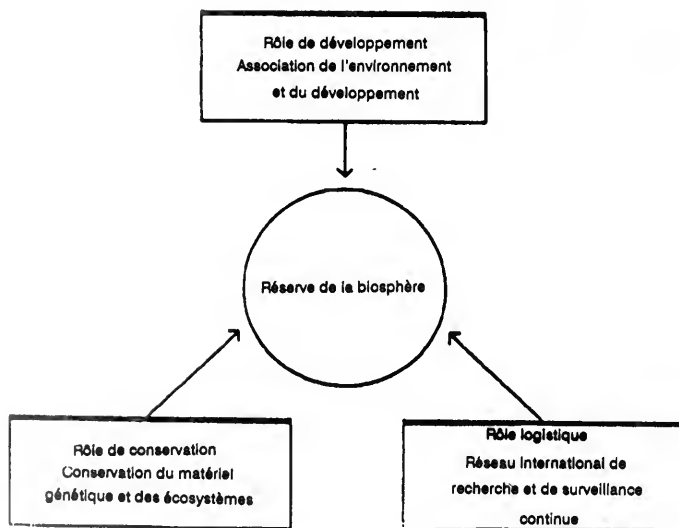 Rôle de développement
Association de l'environnement
et du développement
Réserve de la biosphère
Rôle de conservation
Conservation du matériel
génétique et des écosystèmes
Rôle logistique
Réseau International de
recherche et de surveillance
continue